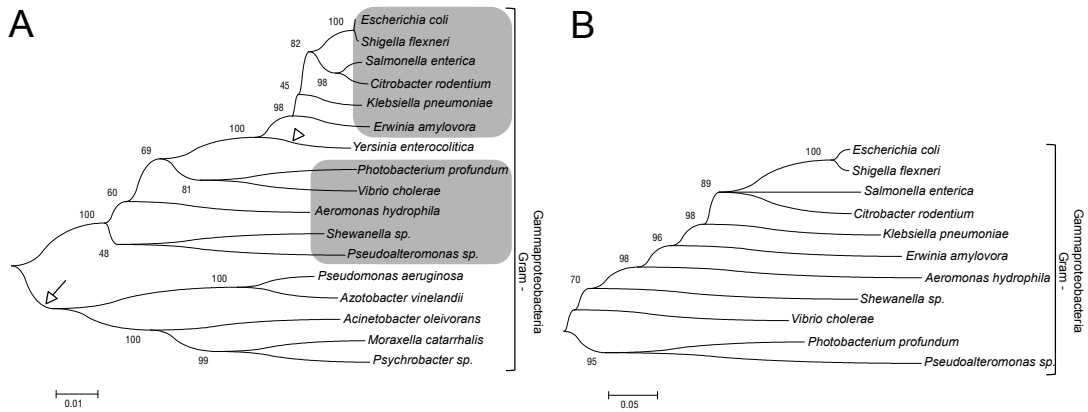 A
100
Escherichia coli
Shigella flexneri
82
Salmonella enterica
98
Citrobacter rodentium
45
Klebsiella pneumoniae
98
Erwinia amylovora
100
Yersinia enterocolitica
69
Photobacterium profundum
81
Vibrio cholerae
60
Aeromonas hydrophila
100
Shewanella sp.
48
Pseudoalteromonas sp.
100
Pseudomonas aeruginosa
Azotobacter vinelandii
Acinetobacter oleivorans
100
Moraxella catarrhalis
99
Psychrobacter sp.
Gammaproteobacteria
Gram -
0.01
B
100
Escherichia coli
Shigella flexneri
89
Salmonella enterica
Citrobacter rodentium
98
Klebsiella pneumoniae
96
Erwinia amylovora
98
Aeromonas hydrophila
70
Shewanella sp.
Vibrio cholerae
Photobacterium profundum
95
Pseudoalteromonas sp.
Gammaproteobacteria
Gram -
0.05